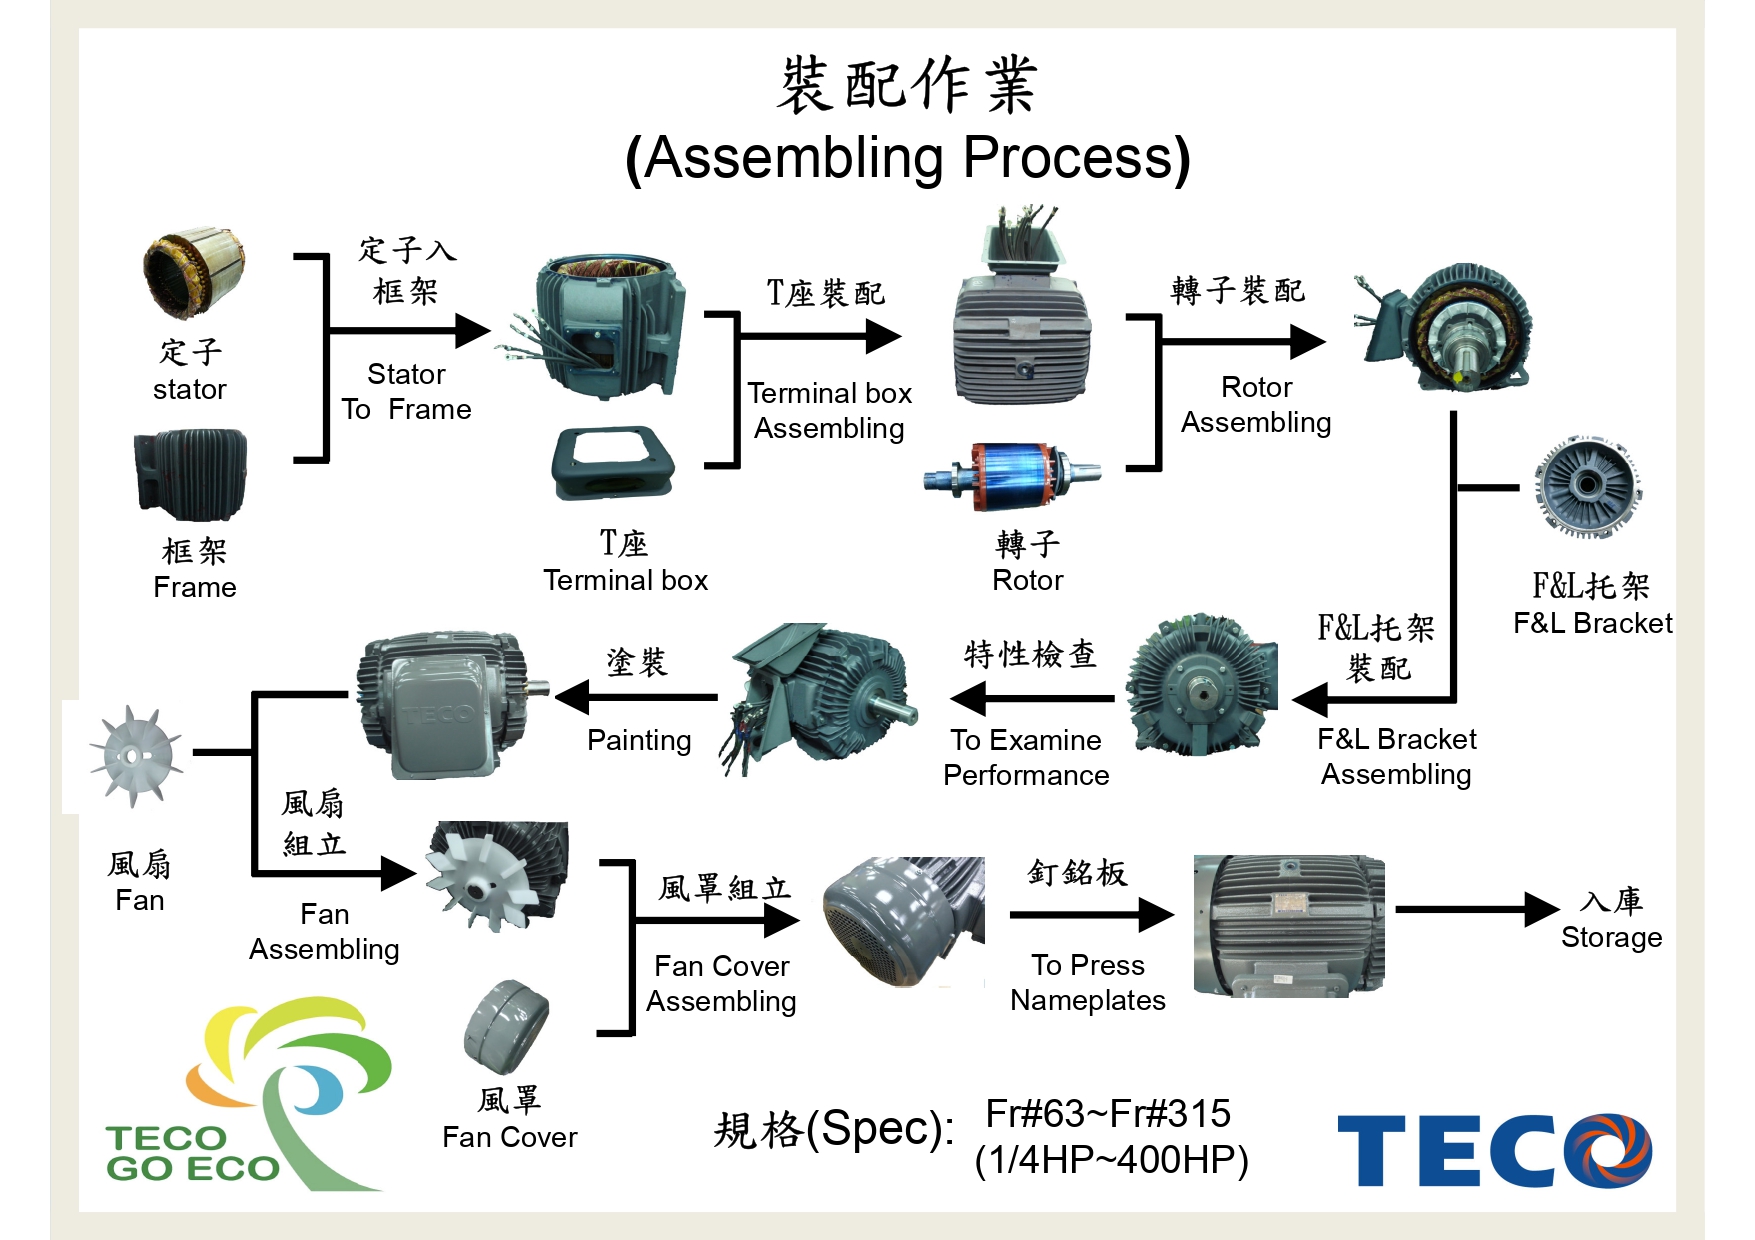 裝配作業
(Assembling Process)
定子
stator
框架
Frame
定子入
框架
Stator
To Frame
T座
Terminal box
T座裝配
Terminal box
Assembling
轉子
Rotor
轉子裝配
Rotor
Assembling
F&L托架
F&L Bracket
F&L托架
裝配
F&L Bracket
Assembling
特性檢查
To Examine
Performance
塗裝
Painting
TECO
風扇
Fan
風扇
組立
Fan
Assembling
風罩
Fan Cover
風罩組立
Fan Cover
Assembling
釘銘板
To Press
Nameplates
入庫
Storage
TECO
GO ECO
規格(Spec):
Fr#63~Fr#315
(1/4HP~400HP)
TECO